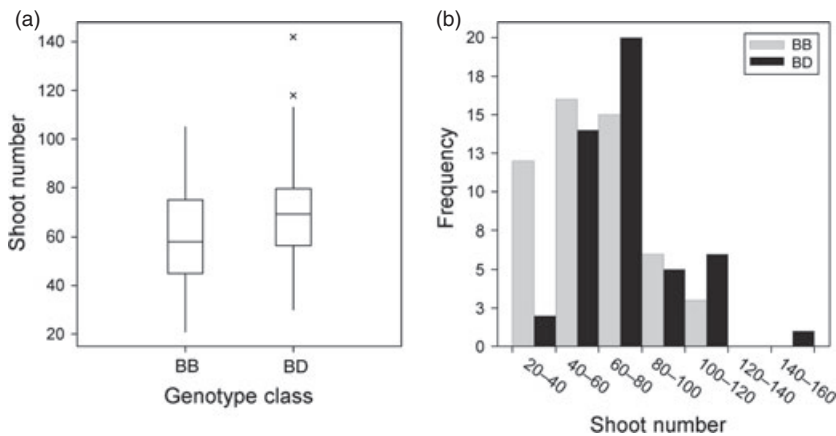 (a)
140
120
100
80
60
40
20
Shoot number
BB
BD
Genotype class
(b)
20
18
15
13
10
8
5
3
0
Frequency
BB
BD
20–40
40–60
60–80
80–100
100–120
120–140
140–160
Shoot number